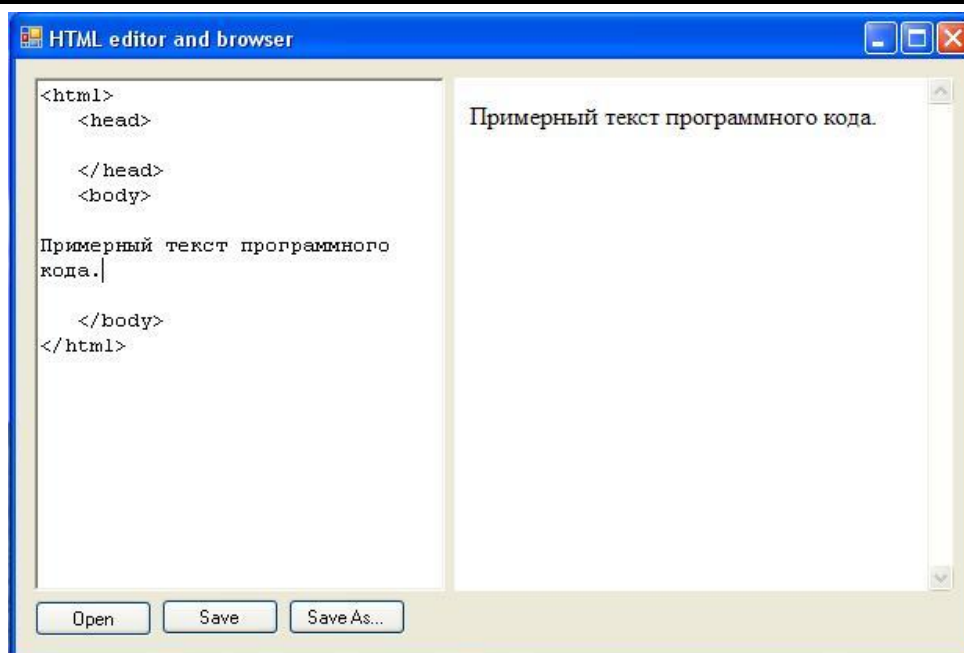 HTML editor and browser
<html>
<head>
</head>
<body>
Примерный текст программного
кода.
</body>
</html>
Примерный текст программного кода.
Open
Save
Save As...